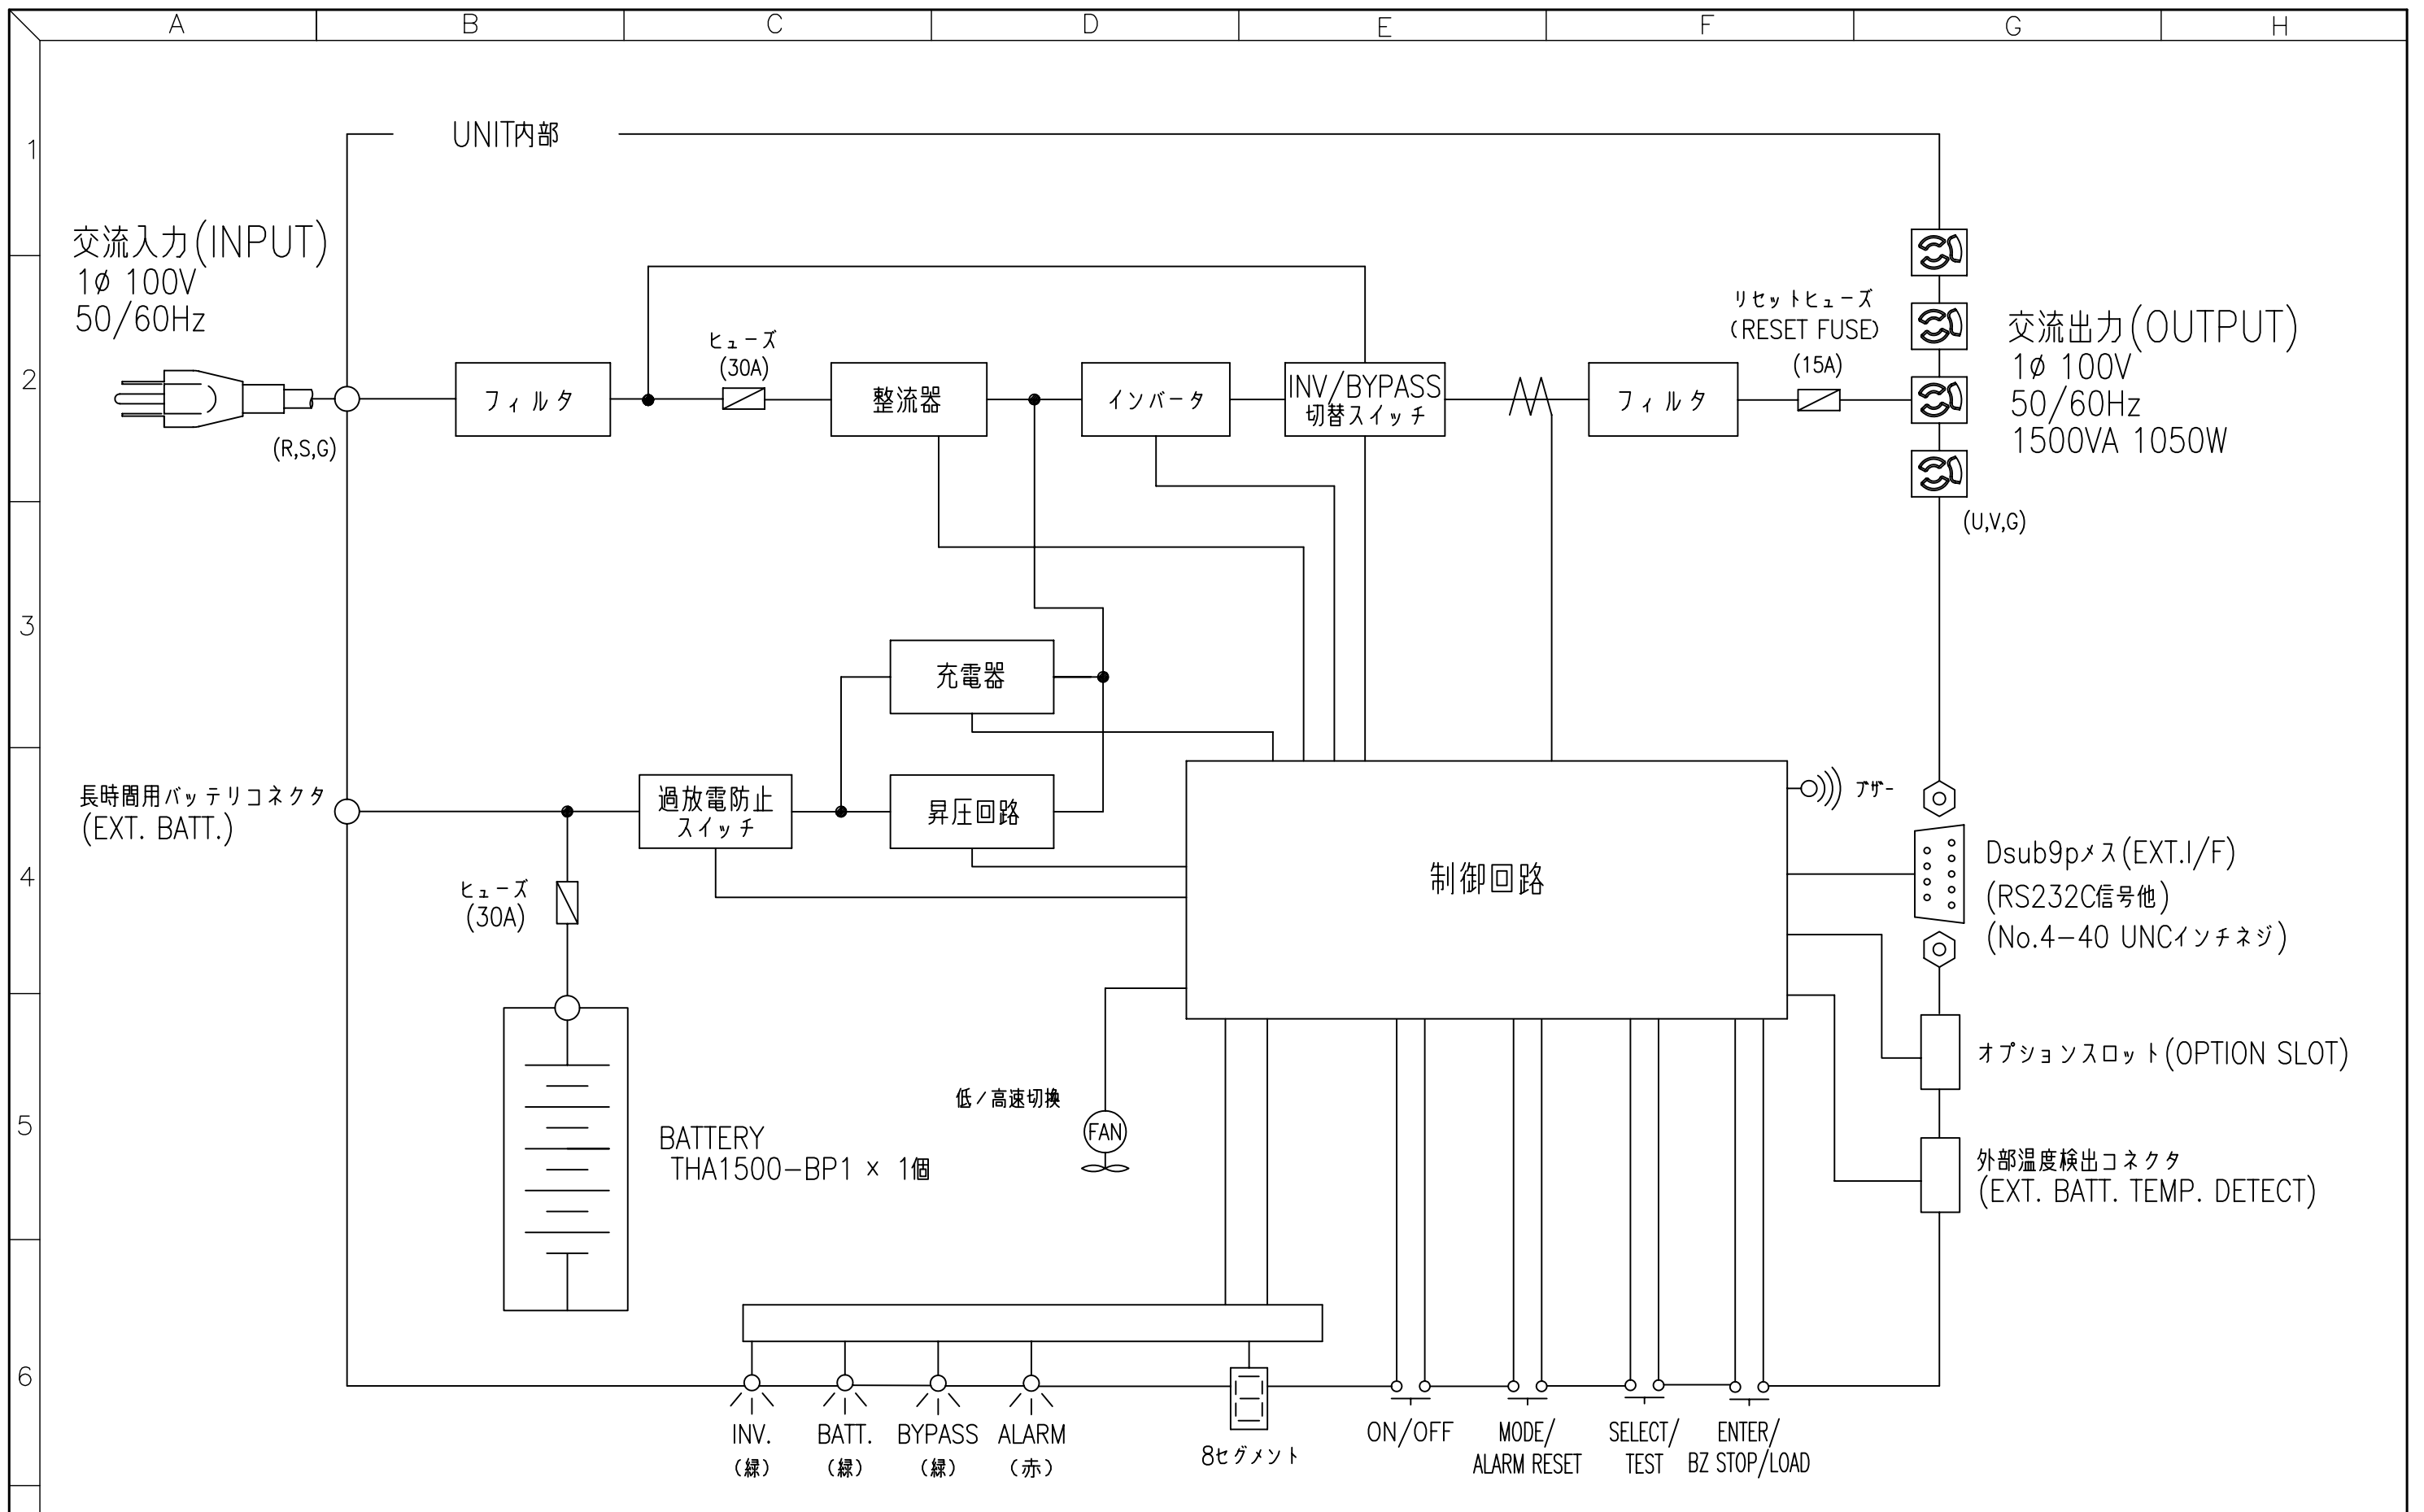 A B C D E F G H
1
2
3
4
5
6
UNIT内部
交流入力(INPUT)
1φ 100V
50/60Hz
(R,S,G)
フィルタ
ヒューズ
(30A)
整流器
インバータ
INV/BYPASS
切替スイッチ
フィルタ
リセットヒューズ
(RESET FUSE)
(15A)
交流出力(OUTPUT)
1φ 100V
50/60Hz
1500VA 1050W
(U,V,G)
充電器
長時間用バッテリコネクタ
(EXT. BATT.)
過放電防止
スイッチ
昇圧回路
制御回路
ブザー
ヒューズ
(30A)
Dsub9pメス(EXT.I/F)
(RS232C信号他)
(No.4-40 UNCインチネジ)
オプションスロット(OPTION SLOT)
低/高速切換
FAN
BATTERY
THA1500-BP1 × 1個
外部温度検出コネクタ
(EXT. BATT. TEMP. DETECT)
INV.
(緑)
BATT.
(緑)
BYPASS
(緑)
ALARM
(赤)
8セグメント
ON/OFF
MODE/
ALARM RESET
SELECT/
TEST
ENTER/
BZ STOP/LOAD